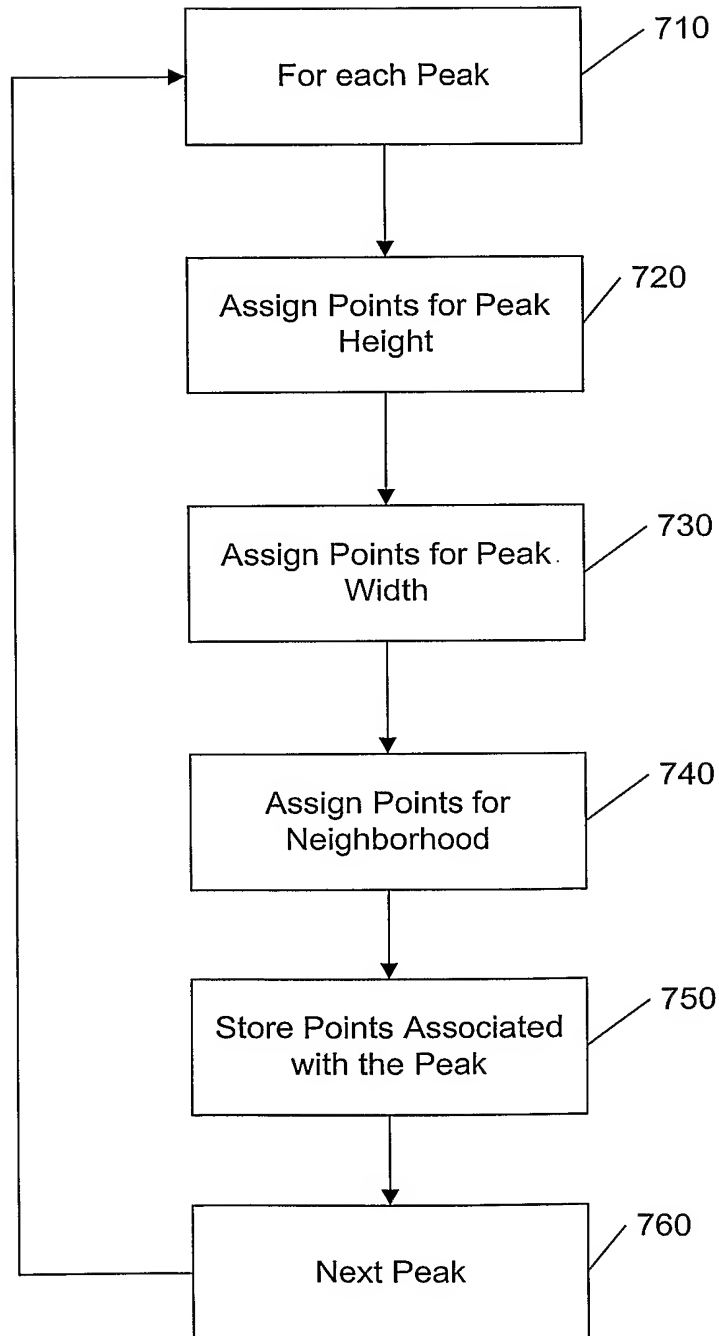 710
For each Peak
720
Assign Points for Peak
Height
730
Assign Points for Peak
Width
740
Assign Points for
Neighborhood
750
Store Points Associated
with the Peak
760
Next Peak